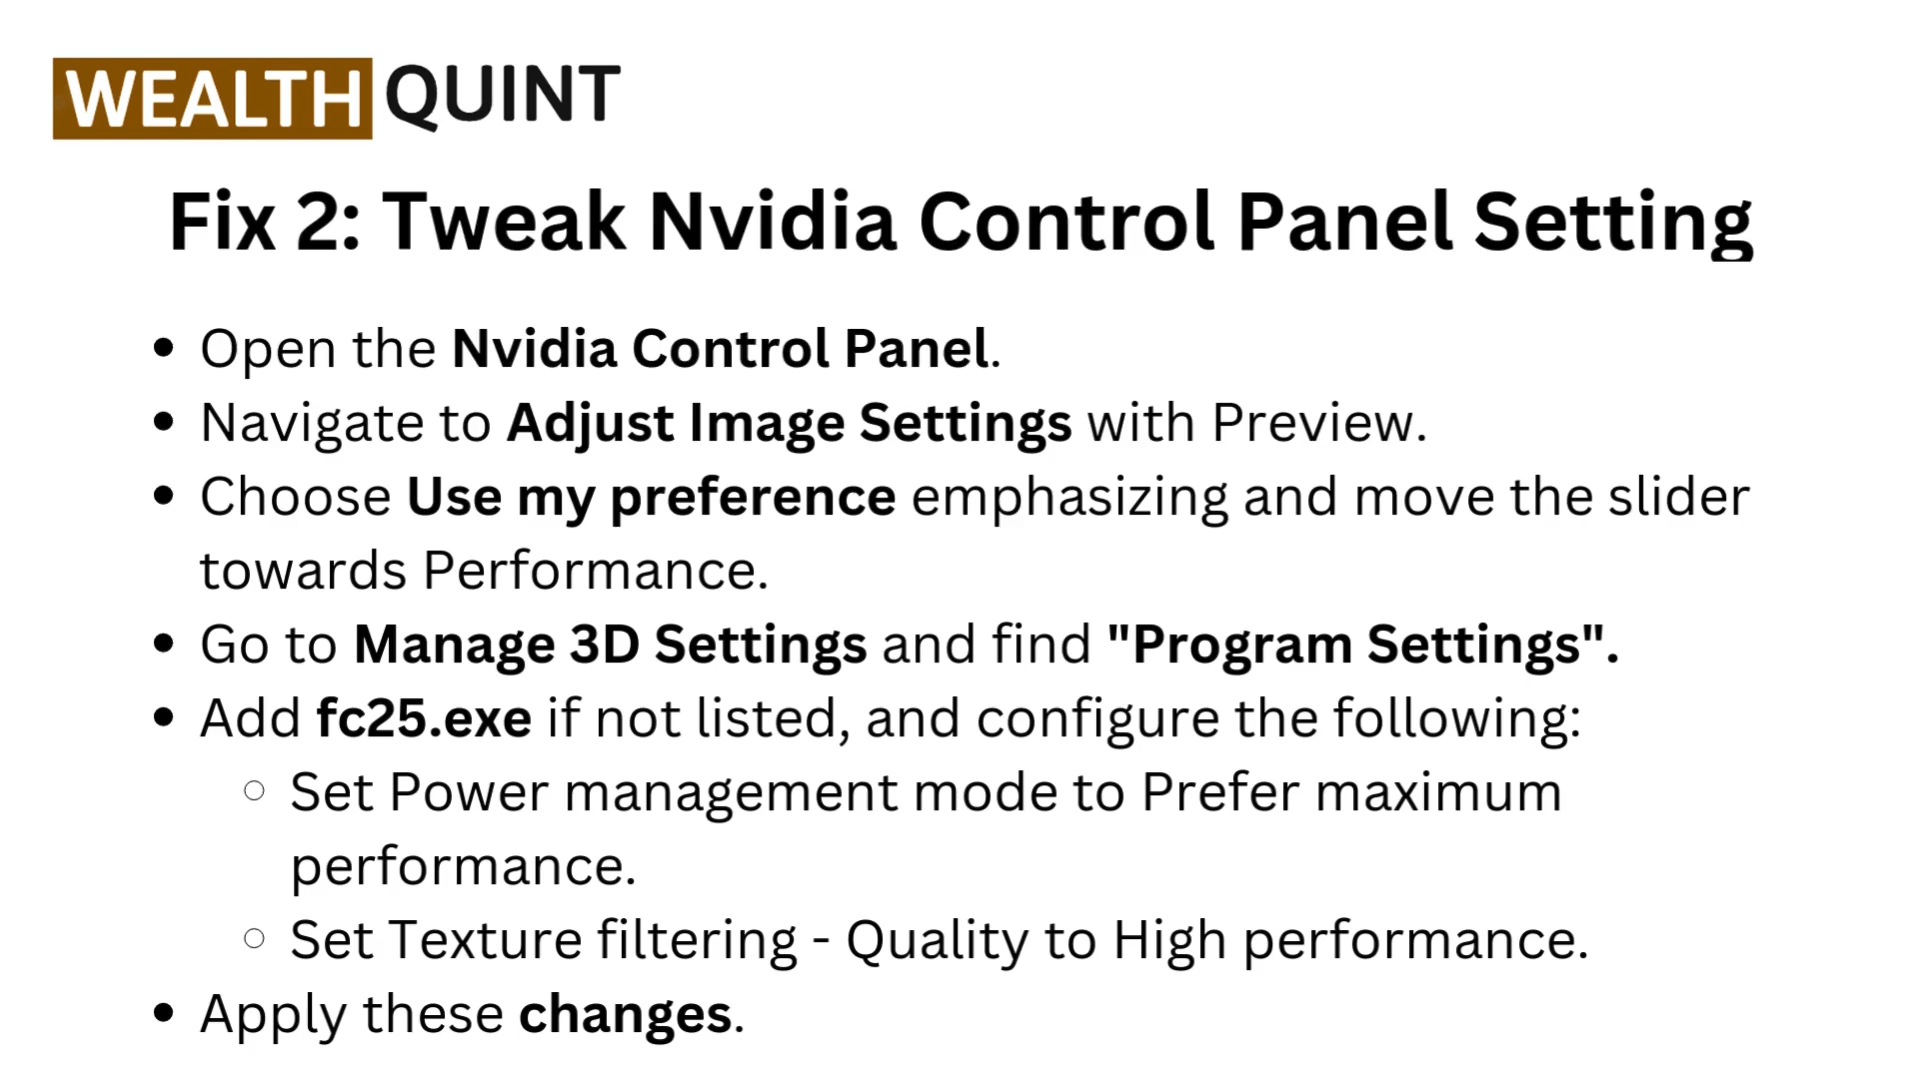 WEALTH QUINT
Fix 2: Tweak Nvidia Control Panel Setting
• Open the Nvidia Control Panel.
• Navigate to Adjust Image Settings with Preview.
• Choose Use my preference emphasizing and move the slider
towards Performance.
• Go to Manage 3D Settings and find "Program Settings".
• Add fc25.exe if not listed, and configure the following:
○ Set Power management mode to Prefer maximum
performance.
○ Set Texture filtering - Quality to High performance.
• Apply these changes.